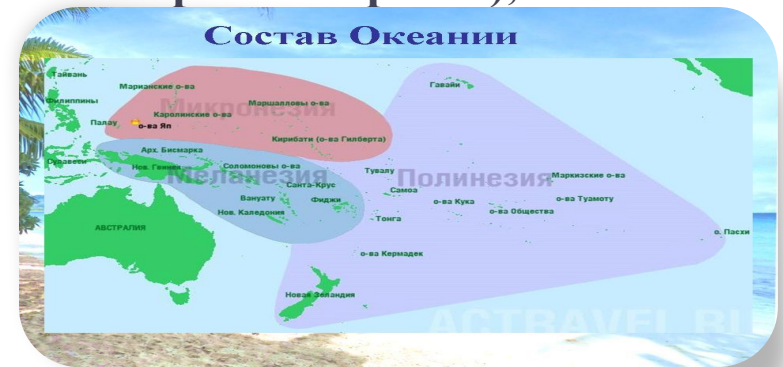 Состав Океании
Тайвань
Марианские о-ва
Гавайи
Филиппины
Микронезия
Маршалловы о-ва
Каролинские о-ва
Палау
о-ва Яп
Кирибати (о-ва Гилберта)
Арх. Бисмарка
Нов. Гвинея
Соломоновы о-ва
Меланезия
Тувалу
Полинезия
Маркизские о-ва
Санта-Крус
Самоа
Вануату
Фиджи
о-ва Кука
о-ва Туамоту
Нов. Каледония
о-ва Общества
Тонга
АВСТРАЛИЯ
о. Пасхи
о-ва Кермадек
Новая Зеландия
ACTRAVEL.RU